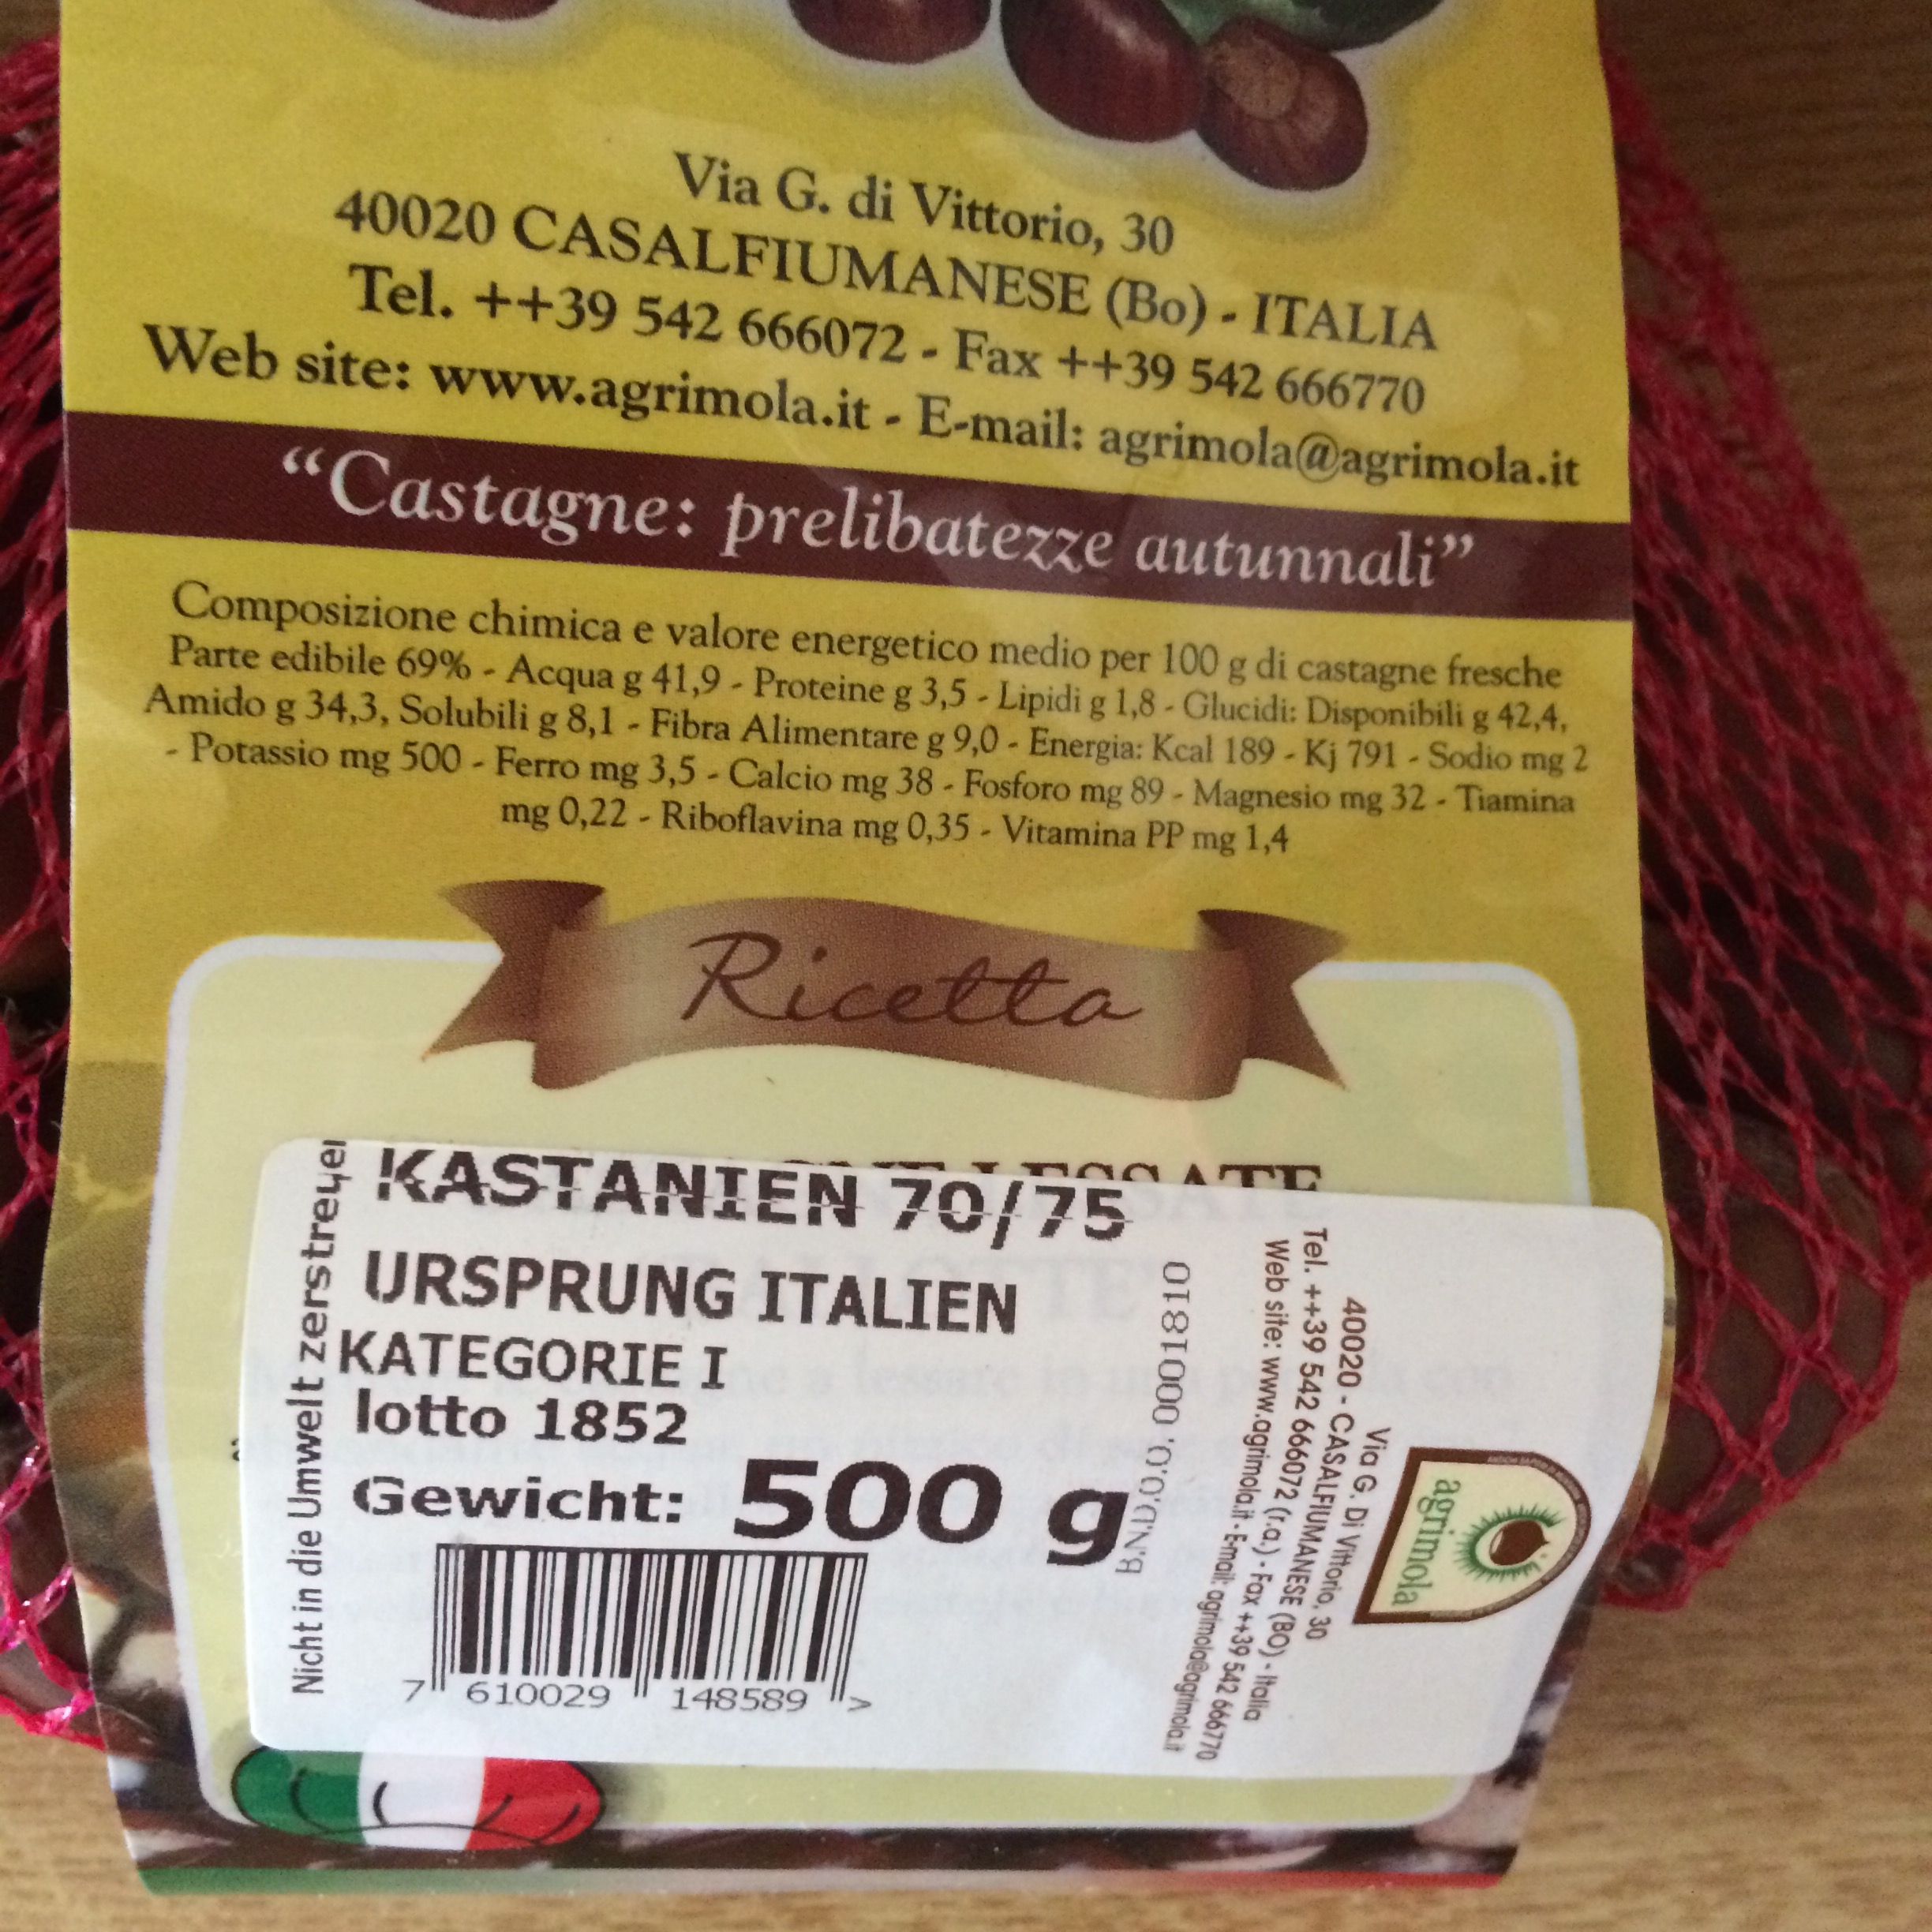 Via G. di Vittorio, 30
40020 CASALFIUMANESE (Bo) - ITALIA
Tel. ++39 542 666072 - Fax ++39 542 666770
Web site: www.agrimola.it - E-mail: agrimola@agrimola.it
“Castagne: prelibatezze autunnali”
Composizione chimica e valore energetico medio per 100 g di castagne fresche
Parte edibile 69% - Acqua g 41,9 - Proteine g 3,5 - Lipidi g 1,8 - Glucidi: Disponibili g 42,4,
Amido g 34,3, Solubili g 8,1 - Fibra Alimentare g 9,0 - Energia: Kcal 189 - Kj 791 - Sodio mg 2
- Potassio mg 500 - Ferro mg 3,5 - Calcio mg 38 - Fosforo mg 89 - Magnesio mg 32 - Tiamina
mg 0,22 - Riboflavina mg 0,35 - Vitamina PP mg 1,4
Ricetta
LESSATE
KASTANIEN 70/75
URSPRUNG ITALIEN
KATEGORIE I
lotto 1852
Gewicht: 500 g
7 610029 148589 >
Nicht in die Umwelt zerstreuen
B.N.D.O.O. 0001810
agrimola
Via G. Di Vittorio, 30
40020 - CASALFIUMANESE (BO) - Italia
Tel. ++39 542 666072 (r.a.) - Fax ++39 542 666770
Web site: www.agrimola.it - E-mail: agrimola@agrimola.it